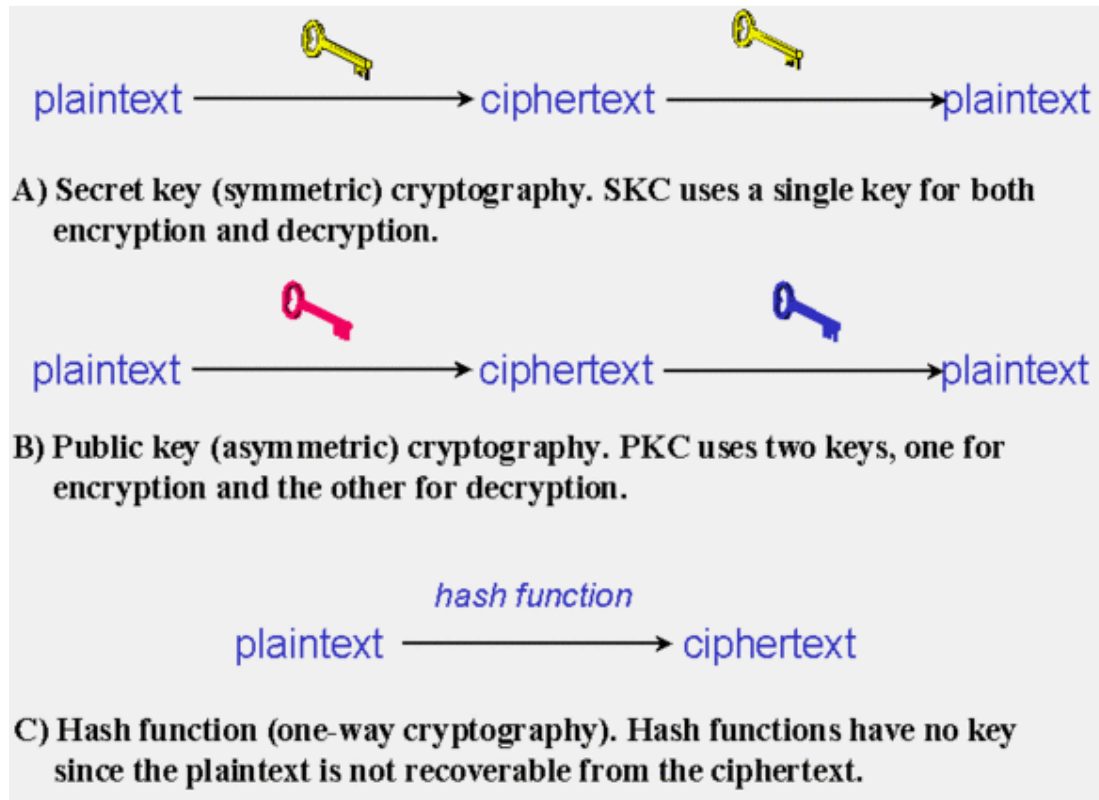 plaintext ciphertext plaintext
A) Secret key (symmetric) cryptography. SKC uses a single key for both
encryption and decryption.
plaintext ciphertext plaintext
B) Public key (asymmetric) cryptography. PKC uses two keys, one for
encryption and the other for decryption.
hash function
plaintext ciphertext
C) Hash function (one-way cryptography). Hash functions have no key
since the plaintext is not recoverable from the ciphertext.